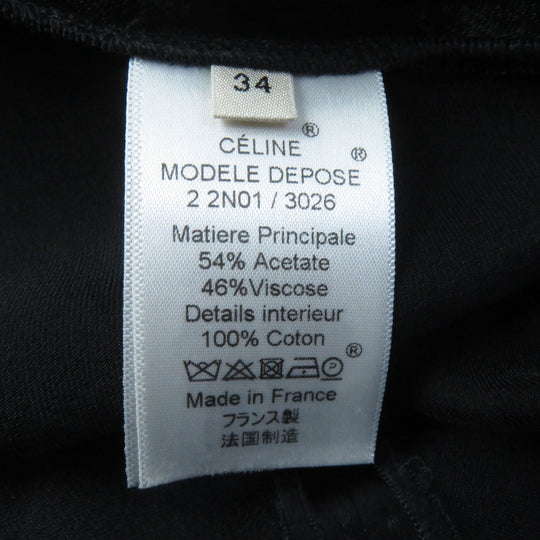 34
CÉLINE ®
MODELE DEPOSE ®
2 2N01 / 3026
Matiere Principale
54% Acetate
46%Viscose
Details interieur
100% Coton
®
Made in France
フランス製
法国制造